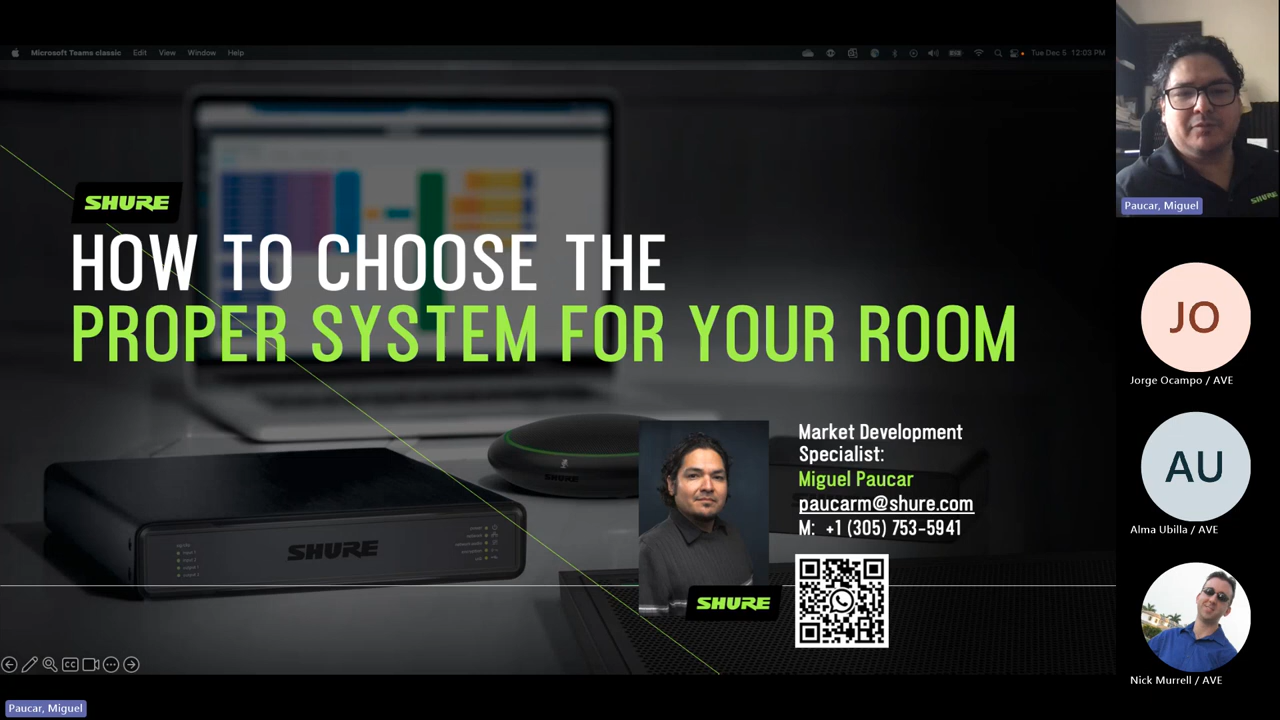 Microsoft Teams classic Edit View Window Help
Tue Dec 5 12:03 PM
SHURE
HOW TO CHOOSE THE
PROPER SYSTEM FOR YOUR ROOM
Market Development
Specialist:
Miguel Paucar
paucarm@shure.com
M: +1 (305) 753-5941
SHURE
SHURE
SHURE
CC
Paucar, Miguel
SHURE
Paucar, Miguel
JO
Jorge Ocampo / AVE
AU
Alma Ubilla / AVE
Nick Murrell / AVE